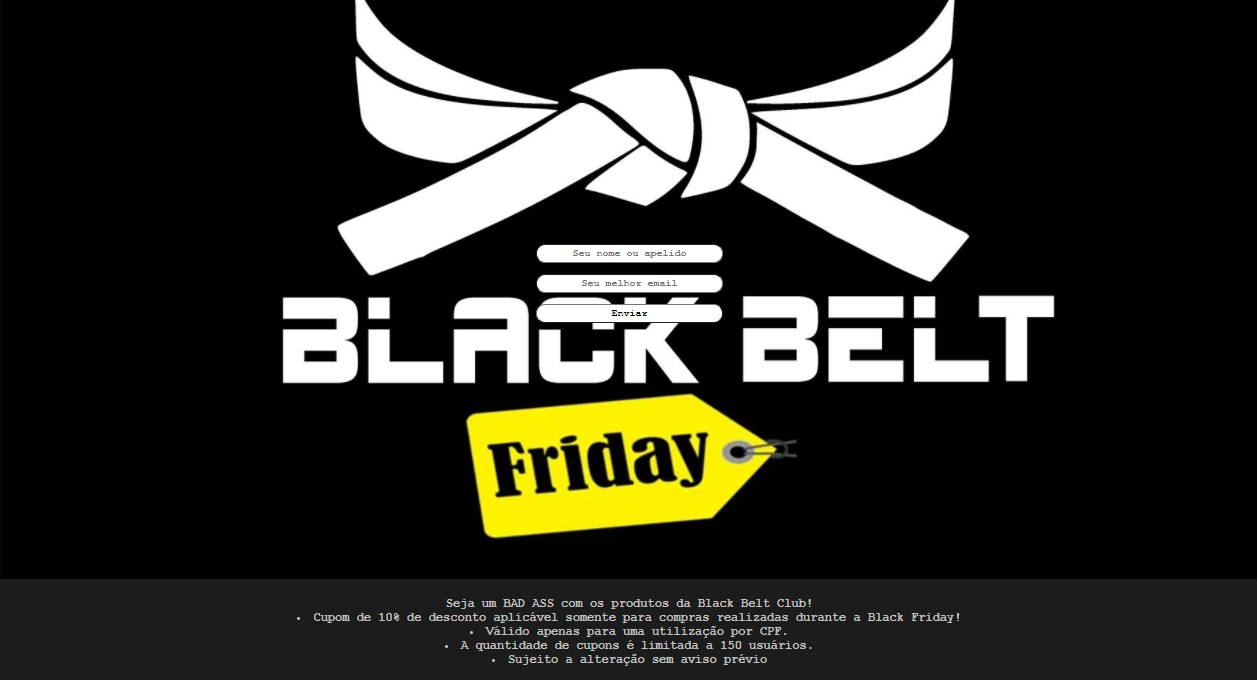 Seu nome ou apelido
Seu melhor email
Enviar
BLACK BELT
Friday
Seja um BAD ASS com os produtos da Black Belt Club!
• Cupom de 10% de desconto aplicável somente para compras realizadas durante a Black Friday!
• Válido apenas para uma utilização por CPF.
• A quantidade de cupons é limitada a 150 usuários.
• Sujeito a alteração sem aviso prévio